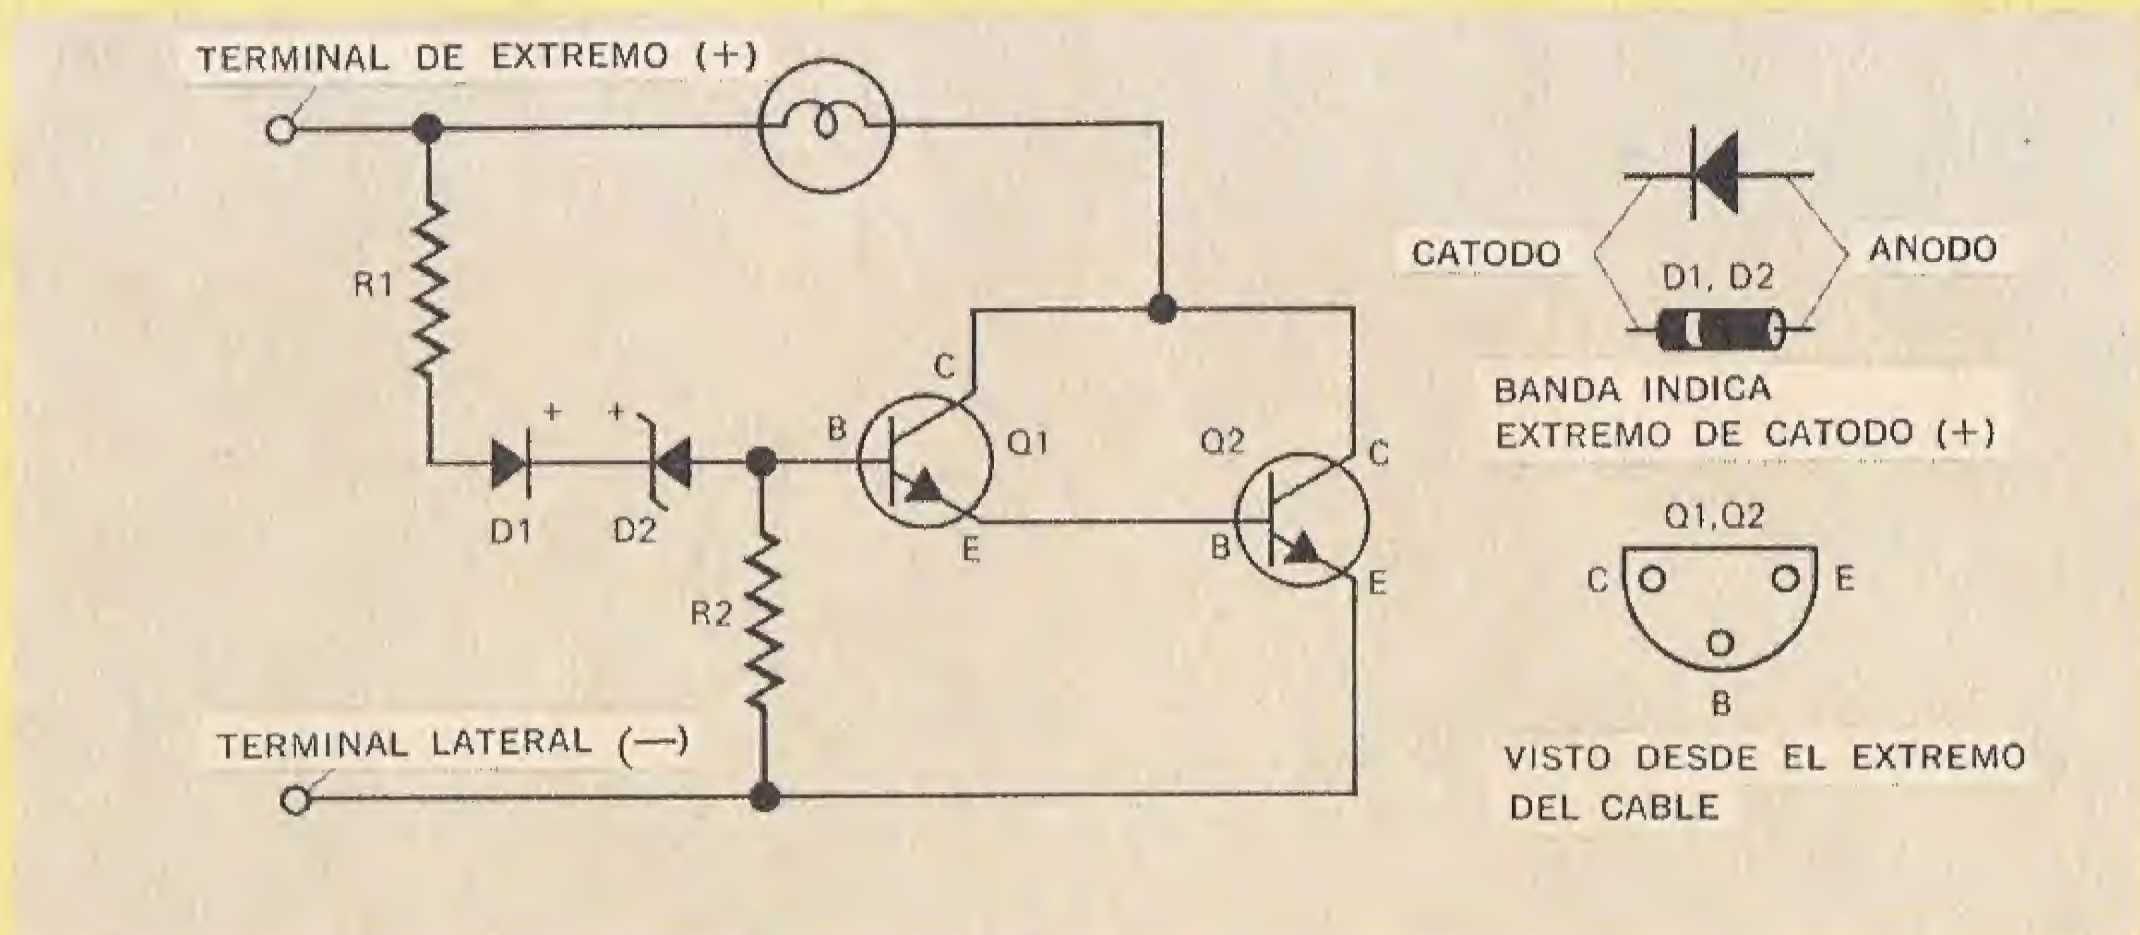 TERMINAL DE EXTREMO (+)
R1
+
+
D1
D2
B
C
Q1
E
R2
Q2
B
C
E
TERMINAL LATERAL (—)
CATODO
ANODO
D1, D2
BANDA INDICA
EXTREMO DE CATODO (+)
Q1,Q2
C
E
B
VISTO DESDE EL EXTREMO
DEL CABLE